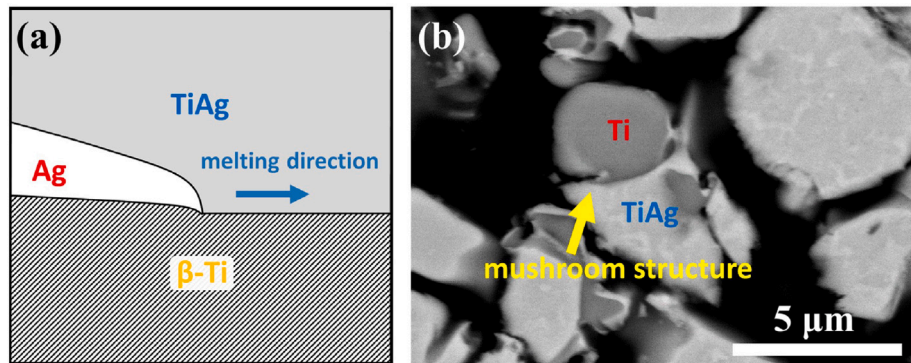 (a)
TiAg
melting direction
Ag
β-Ti
(b)
Ti
TiAg
mushroom structure
5 μm